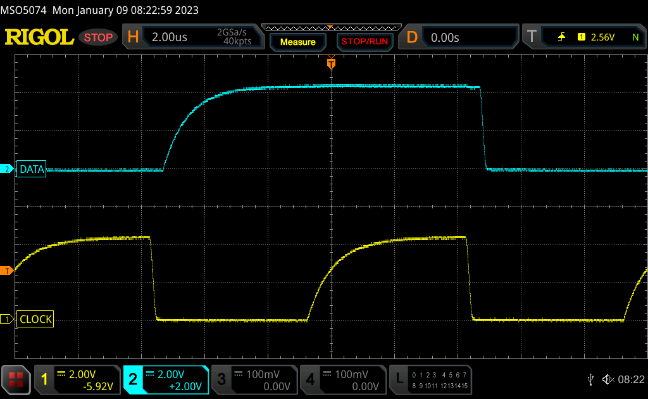 MSO5074 Mon January 09 08:22:59 2023
RIGOL STOP H 2.00us 2GSa/s 40kpts Measure STOP/RUN D 0.00s T 1 2.56V N
T
2 DATA
T
1 CLOCK
1 2.00V -5.92V 2 2.00V +2.00V 3 100mV 0.00V 4 100mV 0.00V L 0 1 2 3 4 5 6 7 8 9 10 11 12 13 14 15 08:22